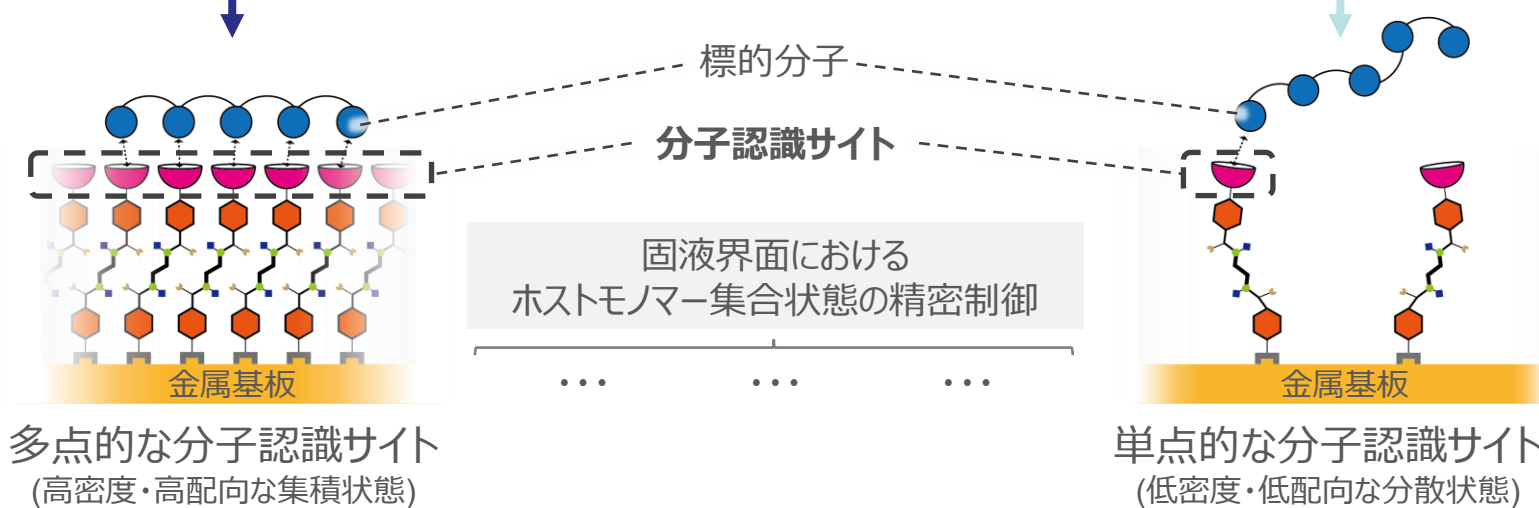 標的分子
分子認識サイト
固液界面における
ホストモノマー集合状態の精密制御
・・・ ・・・ ・・・
金属基板
金属基板
多点的な分子認識サイト
(高密度・高配向な集積状態)
単点的な分子認識サイト
(低密度・低配向な分散状態)